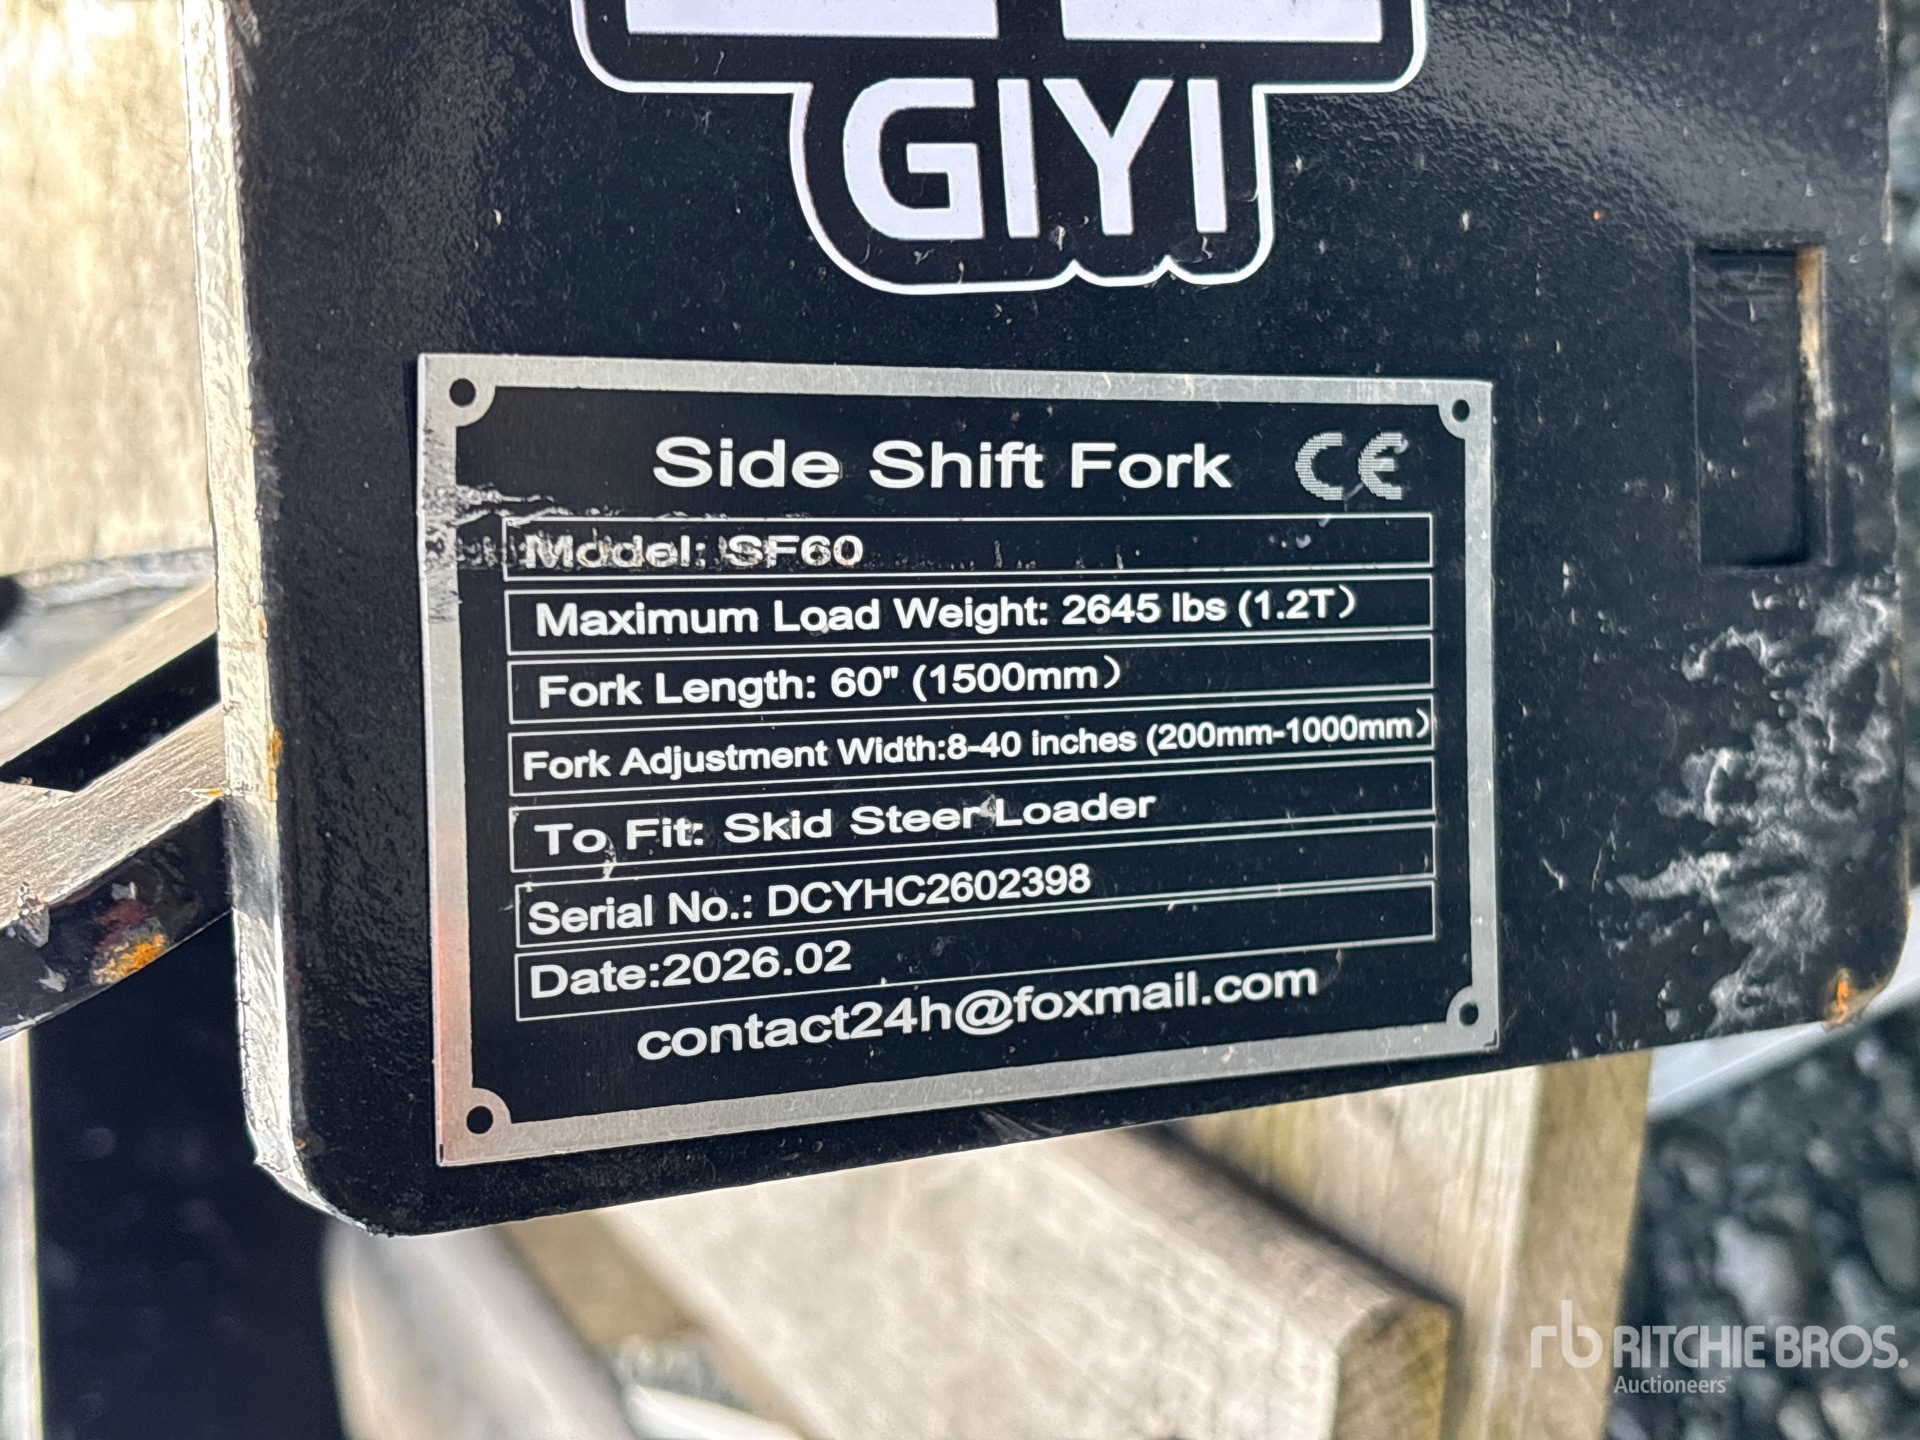 GIYI
Side Shift Fork CE
Model: SF60
Maximum Load Weight: 2645 lbs (1.2T）
Fork Length: 60" (1500mm）
Fork Adjustment Width:8-40 inches (200mm-1000mm）
To Fit: Skid Steer Loader
Serial No.: DCYHC2602398
Date:2026.02
contact24h@foxmail.com
rb RITCHIE BROS.
Auctioneers